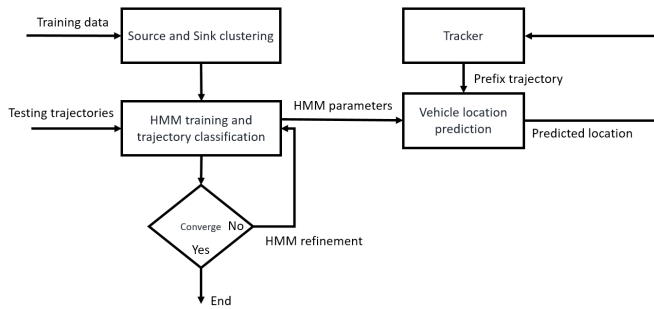 Training data
Source and Sink clustering
Tracker
Prefix trajectory
Testing trajectories
HMM training and
trajectory classification
HMM parameters
Vehicle location
prediction
Predicted location
Converge
No
Yes
HMM refinement
End